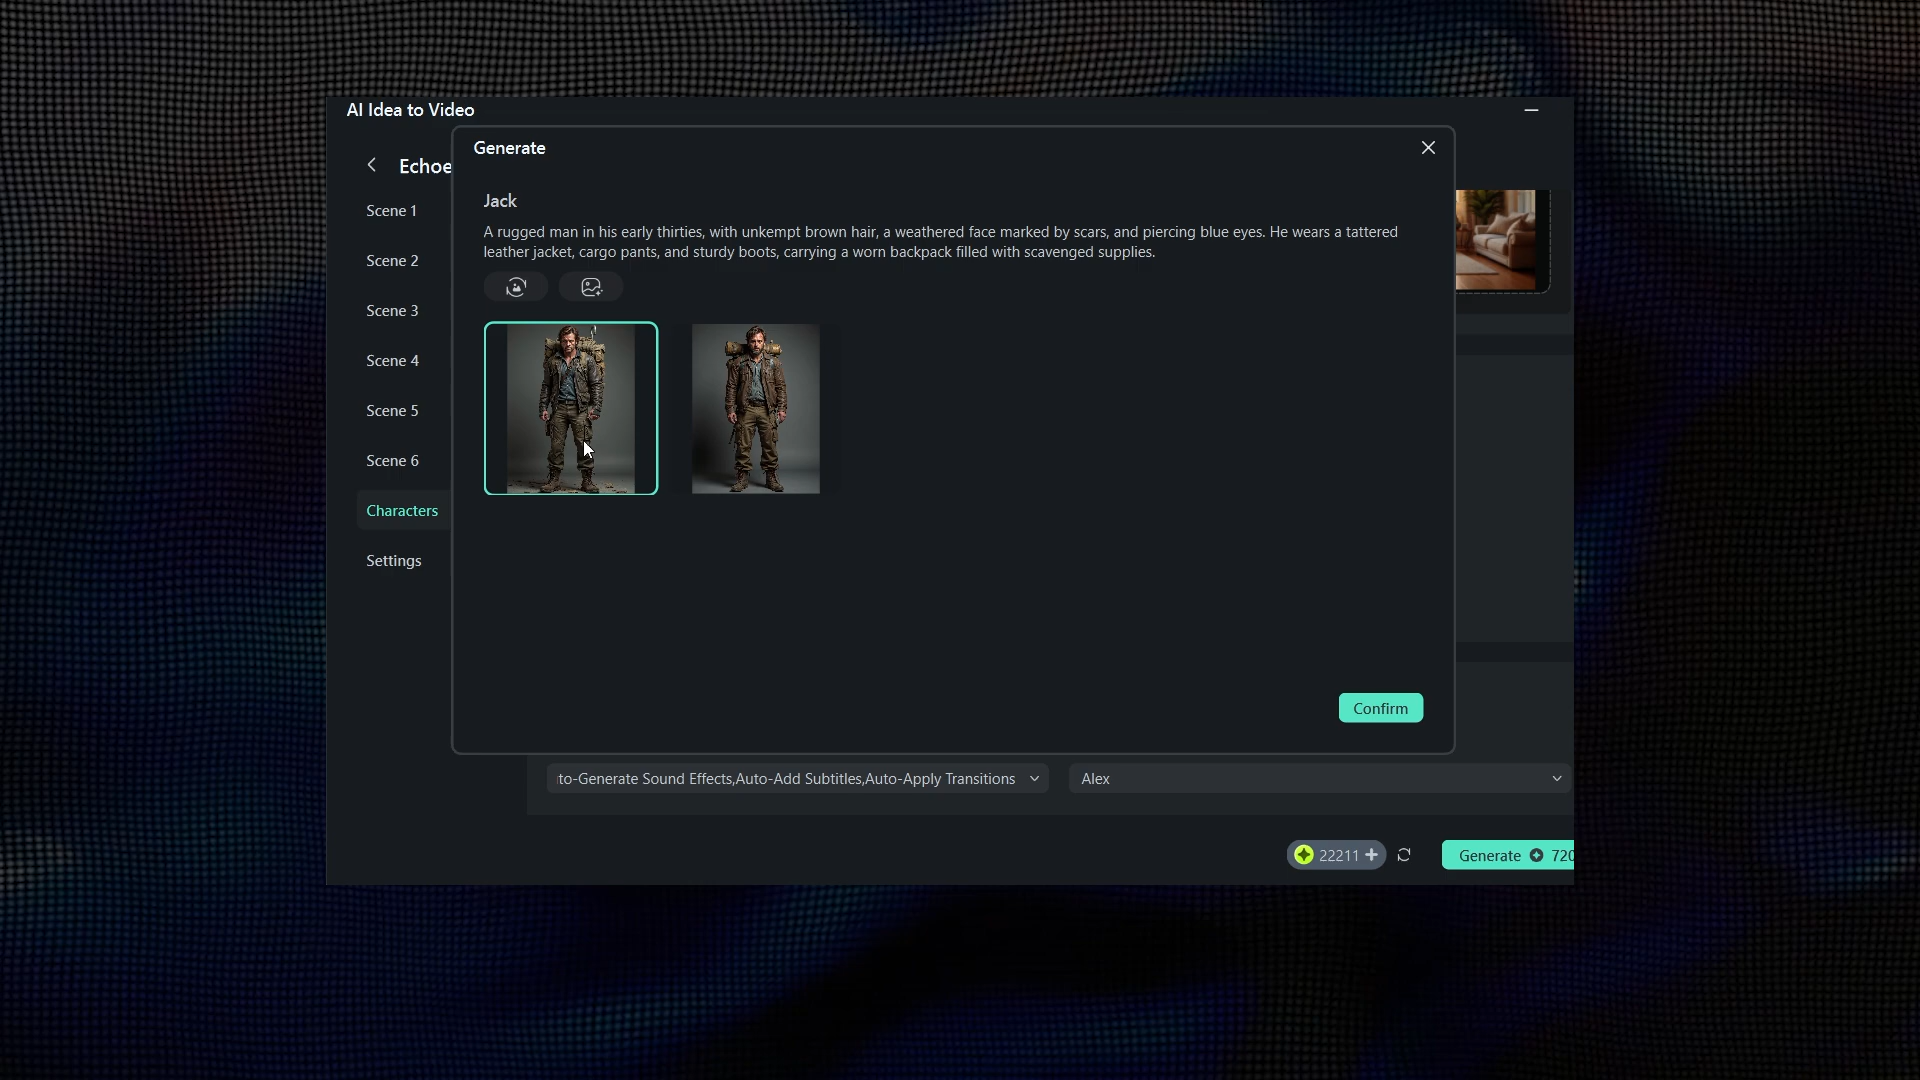 AI Idea to Video
Generate
Echoe
Jack
Scene 1
A rugged man in his early thirties, with unkempt brown hair, a weathered face marked by scars, and piercing blue eyes. He wears a tattered
leather jacket, cargo pants, and sturdy boots, carrying a worn backpack filled with scavenged supplies.
Scene 2
Scene 3
Scene 4
Scene 5
Scene 6
Characters
Settings
Confirm
to-Generate Sound Effects,Auto-Add Subtitles,Auto-Apply Transitions
Alex
22211
Generate 720